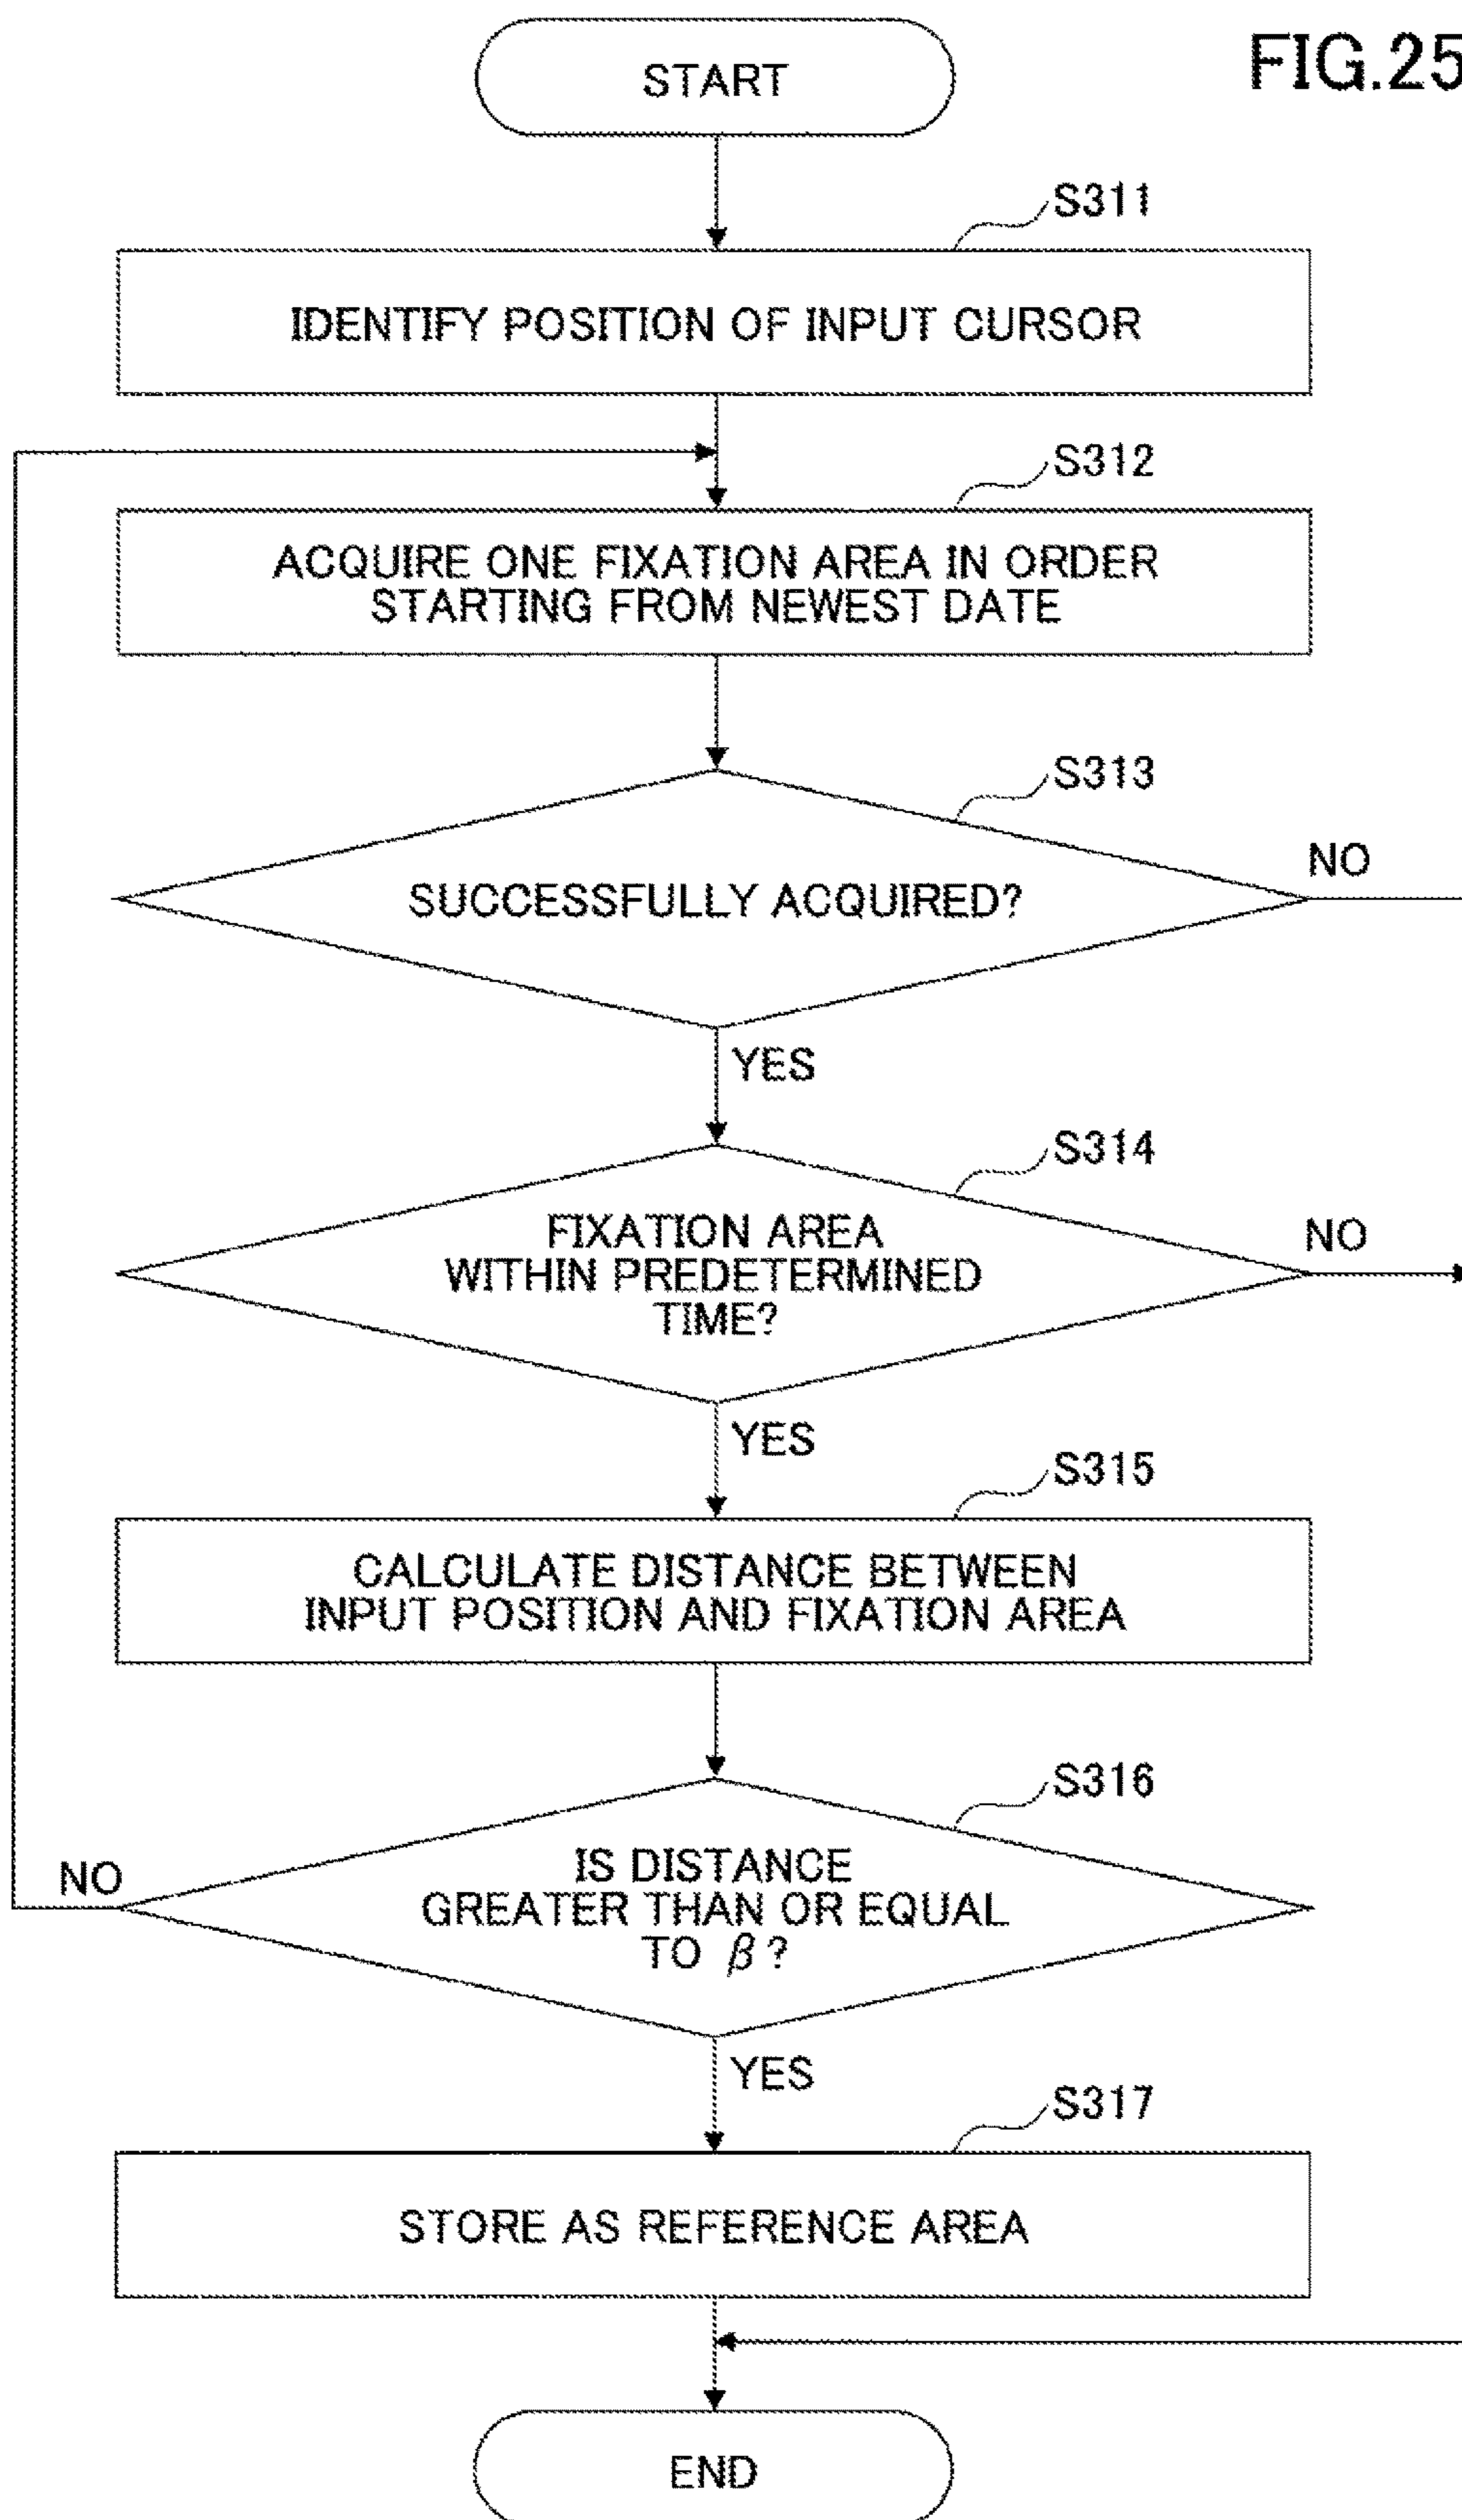 FIG.25
START
S311
IDENTIFY POSITION OF INPUT CURSOR
S312
ACQUIRE ONE FIXATION AREA IN ORDER
STARTING FROM NEWEST DATE
S313
SUCCESSFULLY ACQUIRED?
NO
YES
S314
FIXATION AREA
WITHIN PREDETERMINED
TIME?
NO
YES
S315
CALCULATE DISTANCE BETWEEN
INPUT POSITION AND FIXATION AREA
S316
IS DISTANCE
GREATER THAN OR EQUAL
TO β?
NO
YES
S317
STORE AS REFERENCE AREA
END